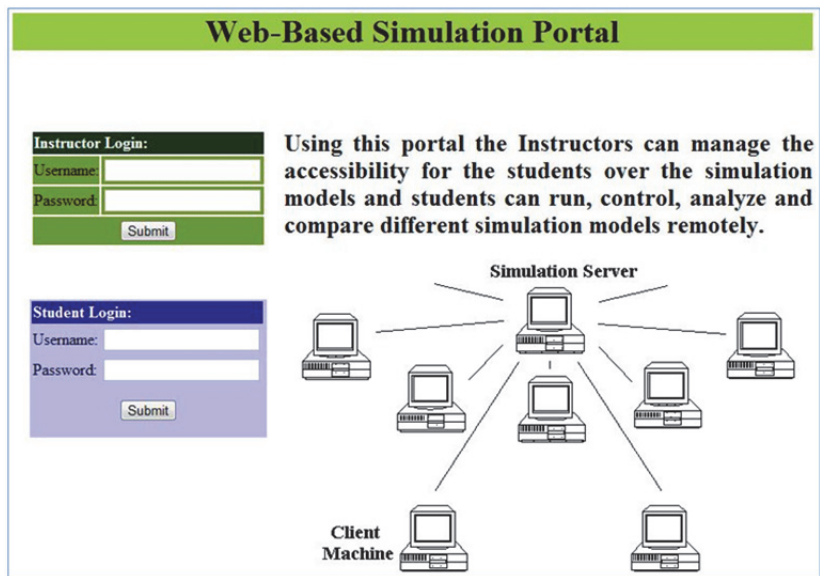 Web-Based Simulation Portal
Instructor Login:
Username:
Password:
Submit
Using this portal the Instructors can manage the
accessibility for the students over the simulation
models and students can run, control, analyze and
compare different simulation models remotely.
Student Login:
Username:
Password:
Submit
Simulation Server
Client
Machine